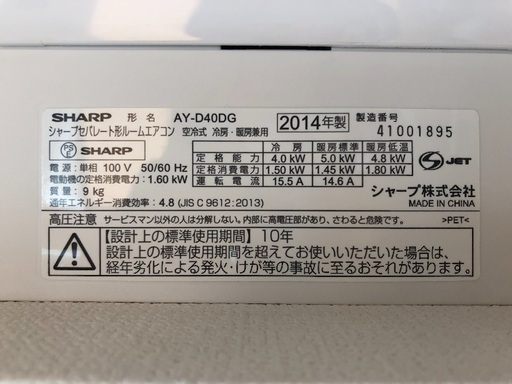 SHARP 形名 AY-D40DG 2014年製 製造番号
シャープセパレート形ルームエアコン 空冷式 冷房・暖房兼用 41001895
PS E SHARP
冷房 暖房標準 暖房低温
定格能力 4.0 kW 5.0 kW 4.8 kW
定格消費電力 1.50 kW 1.45 kW 1.80 kW
運転電流 15.5 A 14.6 A
S JET
電源：単相 100 V 50/60 Hz
電動機の定格消費電力：1.60 kW
質量：9 kg
通年エネルギー消費効率：4.8 (JIS C 9612:2013)
シャープ株式会社
MADE IN CHINA
高圧注意 サービスマン以外の人は分解しない。内部に高電圧部があり、さわると危険です。 >PET<
【設計上の標準使用期間】10年
設計上の標準使用期間を超えてお使いいただいた場合は、
経年劣化による発火・けが等の事故に至るおそれがあります。